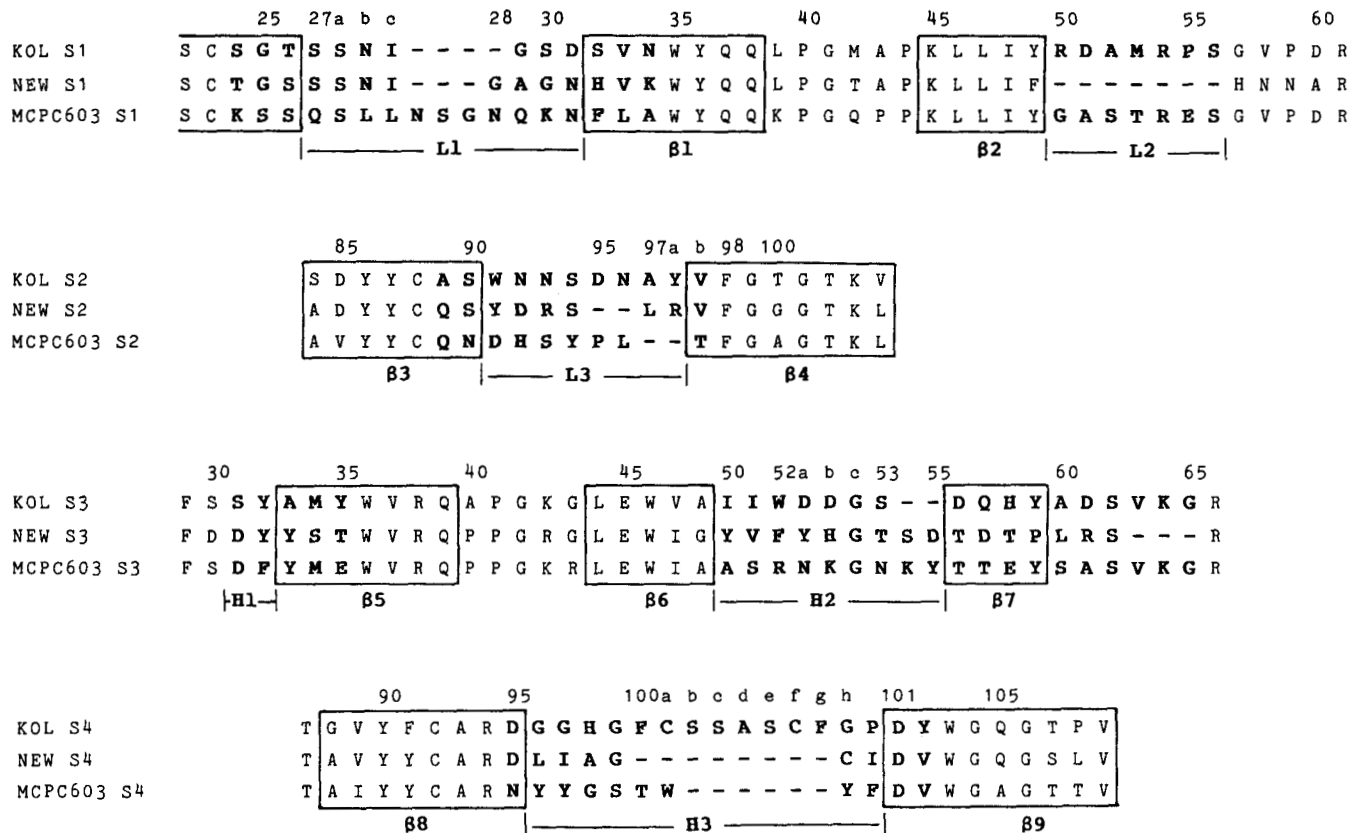 25 27a b c 28 30 35 40 45 50 55 60
KOL S1 S C S G T S S N I - - - - G S D S V N W Y Q Q L P G M A P K L L I Y R D A M R P S G V P D R
NEW S1 S C T G S S S N I - - - G A G N H V K W Y Q Q L P G T A P K L L I F - - - - - - - H N N A R
MCPC603 S1 S C K S S Q S L L N S G N Q K N F L A W Y Q Q K P G Q P P K L L I Y G A S T R E S G V P D R
L1 β1 β2 L2
85 90 95 97a b 98 100
KOL S2 S D Y Y C A S W N N S D N A Y V F G T G T K V
NEW S2 A D Y Y C Q S Y D R S - - L R V F G G G T K L
MCPC603 S2 A V Y Y C Q N D H S Y P L - - T F G A G T K L
β3 L3 β4
30 35 40 45 50 52a b c 53 55 60 65
KOL S3 F S S Y A M Y W V R Q A P G K G L E W V A I I W D D G S - - D Q H Y A D S V K G R
NEW S3 F D D Y Y S T W V R Q P P G R G L E W I G Y V F Y H G T S D T D T P L R S - - - R
MCPC603 S3 F S D F Y M E W V R Q P P G K R L E W I A A S R N K G N K Y T T E Y S A S V K G R
H1 β5 β6 H2 β7
90 95 100a b c d e f g h 101 105
KOL S4 T G V Y F C A R D G G H G F C S S A S C F G P D Y W G Q G T P V
NEW S4 T A V Y Y C A R D L I A G - - - - - - - - C I D V W G Q G S L V
MCPC603 S4 T A I Y Y C A R N Y Y G S T W - - - - - - Y F D V W G A G T T V
β8 H3 β9